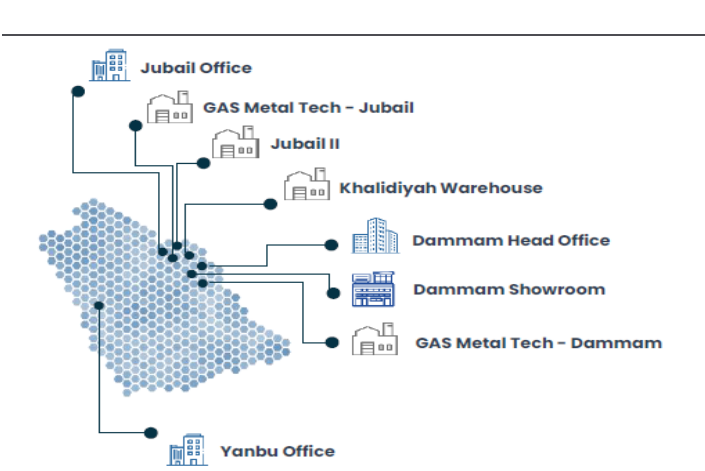 Jubail Office
GAS Metal Tech - Jubail
Jubail II
Khalidiyah Warehouse
Dammam Head Office
Dammam Showroom
GAS Metal Tech - Dammam
Yanbu Office